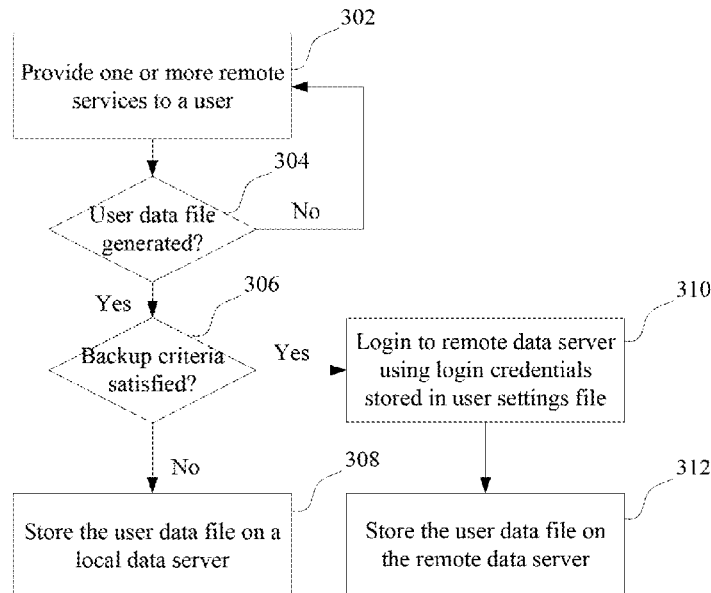 302
Provide one or more remote
services to a user
304
User data file
generated?
No
Yes
306
Backup criteria
satisfied?
Yes
310
Login to remote data server
using login credentials
stored in user settings file
No
308
Store the user data file on a
local data server
312
Store the user data file on
the remote data server